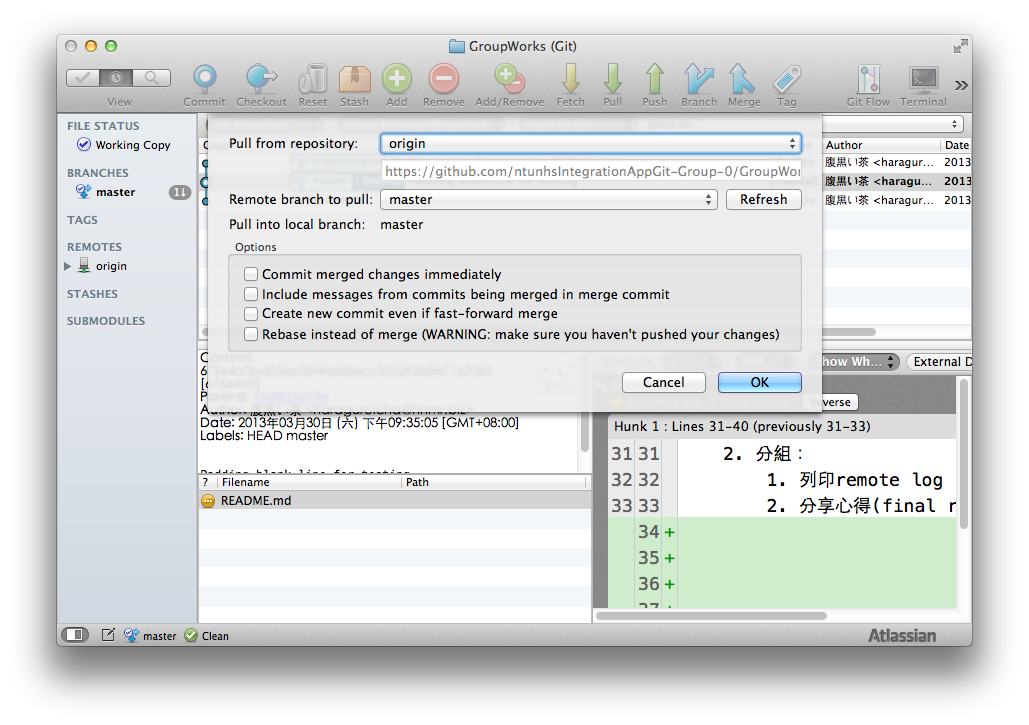 GroupWorks (Git)
View
Commit
Checkout
Reset
Stash
Add
Remove
Add/Remove
Fetch
Pull
Push
Branch
Merge
Tag
Git Flow
Terminal
FILE STATUS
Working Copy
BRANCHES
master 1↓
TAGS
REMOTES
origin
STASHES
SUBMODULES
Pull from repository: origin
https://github.com/ntunhsIntegrationAppGit-Group-0/GroupWor
Remote branch to pull: master Refresh
Pull into local branch: master
Options
Commit merged changes immediately
Include messages from commits being merged in merge commit
Create new commit even if fast-forward merge
Rebase instead of merge (WARNING: make sure you haven't pushed your changes)
Cancel OK
Author Date
腹黒い茶 <haragur... 2013
腹黒い茶 <haragu... 2013
腹黒い茶 <haragur... 2013
Date: 2013年03月30日 (六) 下午09:35:05 [GMT+08:00]
Labels: HEAD master
? Filename Path
README.md
how Wh... External D
verse
Hunk 1 : Lines 31-40 (previously 31-33)
31 31 2. 分組：
32 32 1. 列印remote log
33 33 2. 分享心得(final r
34 +
35 +
36 +
master Clean
Atlassian